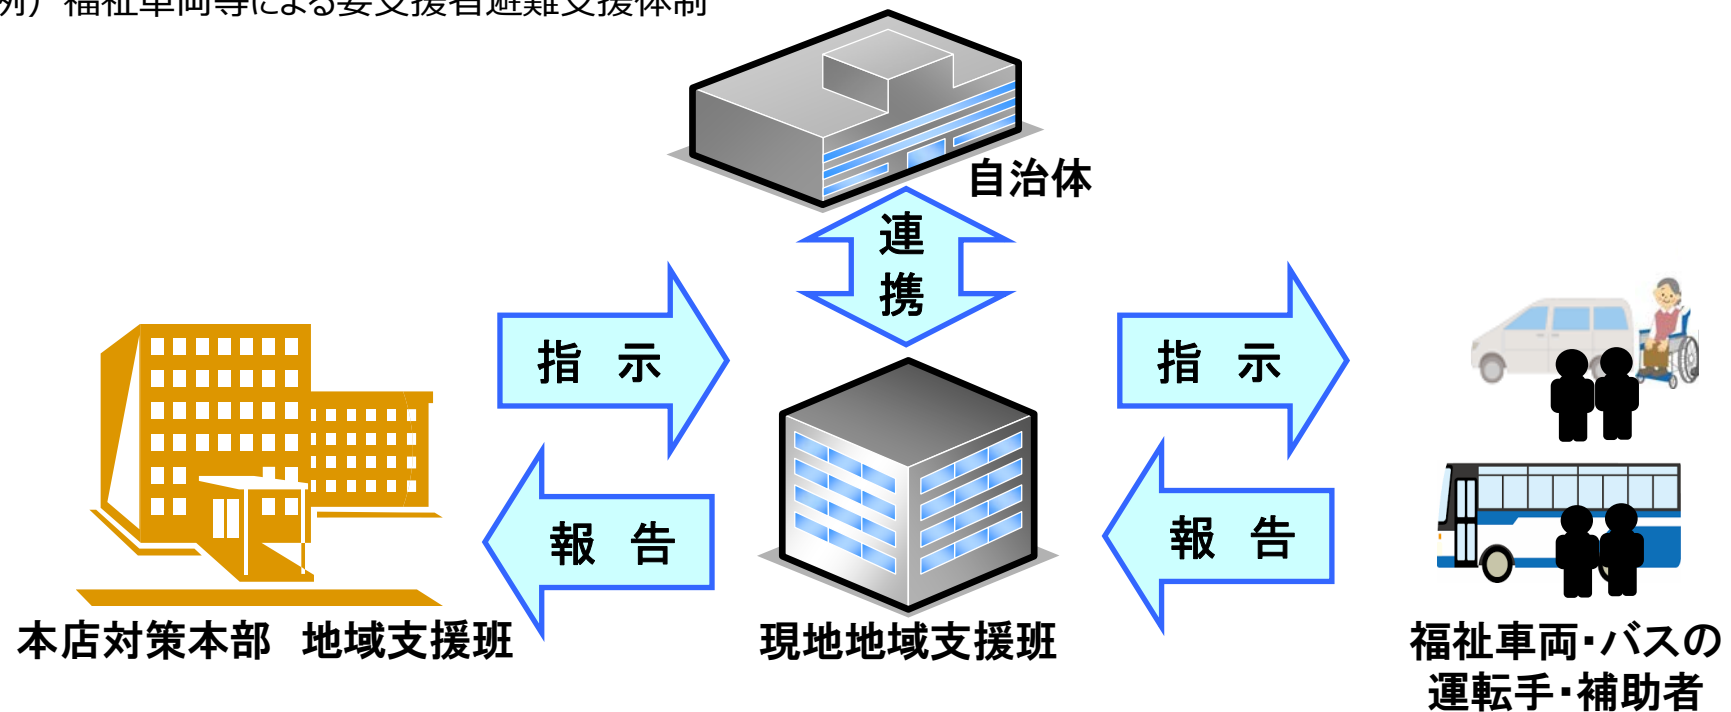 例）福祉車両等による要支援者避難支援体制
自治体
連
携
指 示
指 示
報 告
報 告
本店対策本部 地域支援班
現地地域支援班
福祉車両・バスの
運転手・補助者